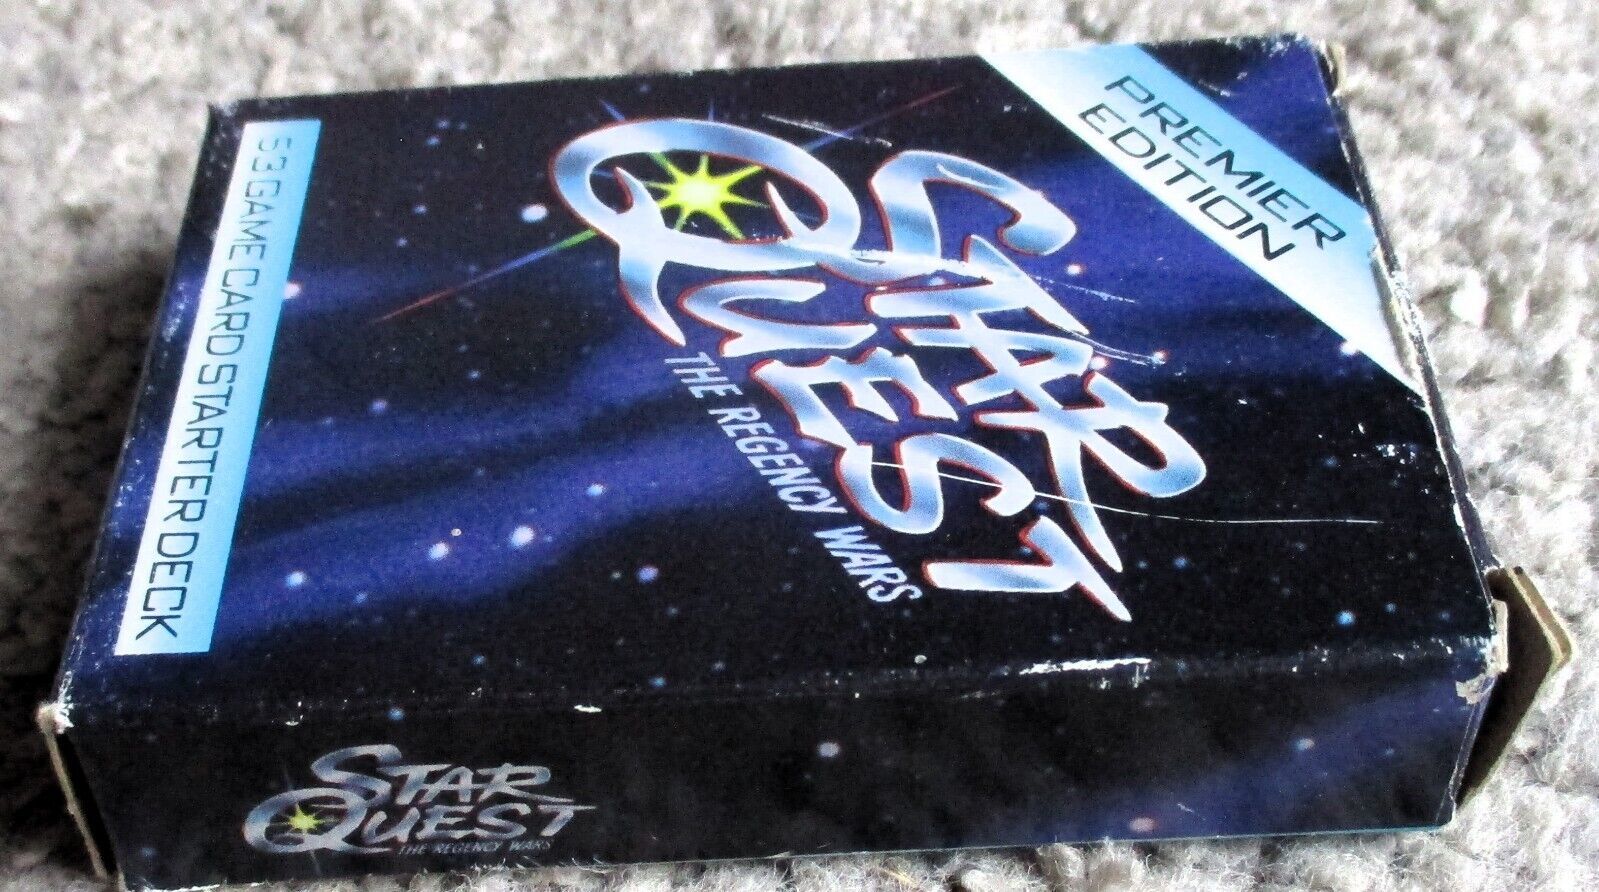 PREMIER
EDITION
STAR
QUEST
THE REGENCY WARS
53 GAME CARD STARTER DECK
STAR
QUEST
THE REGENCY WARS